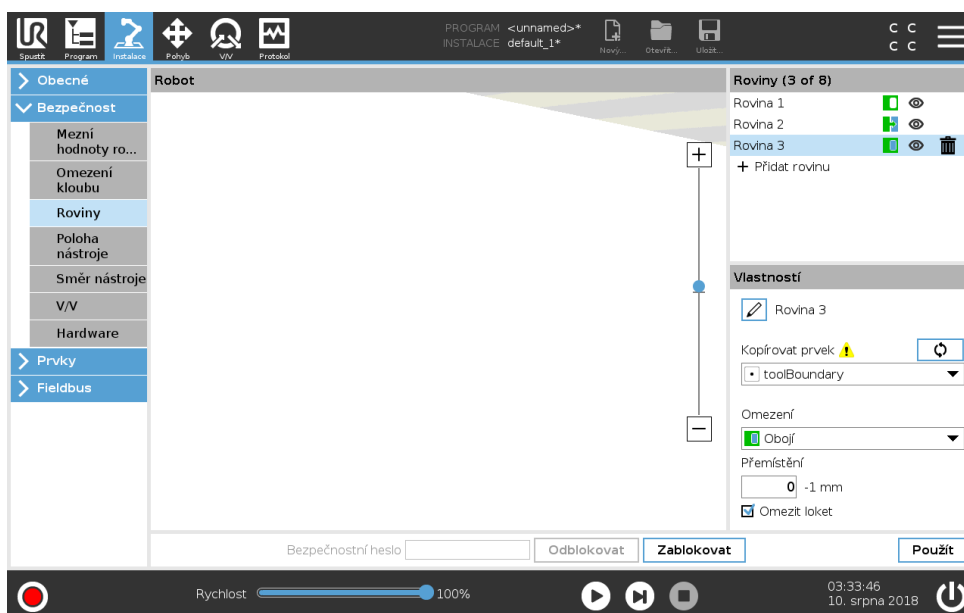 PROGRAM <unnamed>*
INSTALACE default_1*
Spustit Program Instalace Pohyb V/V Protokol Nový... Otevřít... Uložit...
C C
C C
Obecné
Bezpečnost
Mezní
hodnoty ro...
Omezení
kloubu
Roviny
Poloha
nástroje
Směr nástroje
V/V
Hardware
Prvky
Fieldbus
Robot
Roviny (3 of 8)
Rovina 1
Rovina 2
Rovina 3
+ Přidat rovinu
Vlastností
Rovina 3
Kopírovat prvek
toolBoundary
Omezení
Obojí
Přemístění
0 -1 mm
Omezit loket
Bezpečnostní heslo Odblokovat Zablokovat Použít
Rychlost 100%
03:33:46
10. srpna 2018